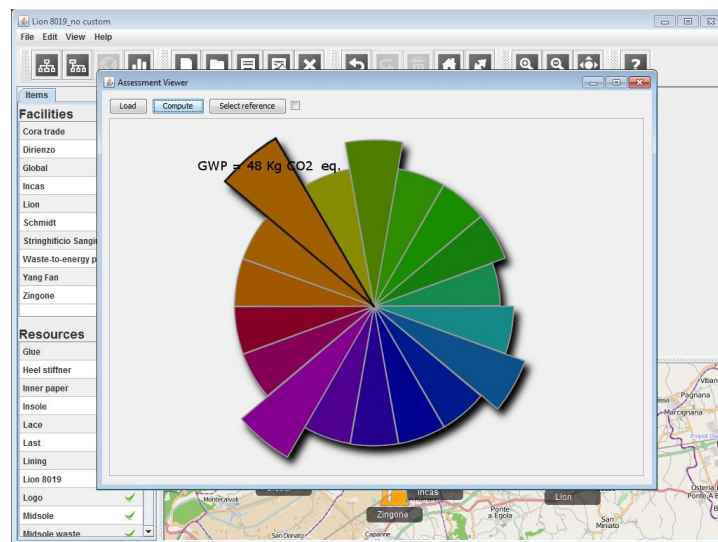 Lion 8019_no custom
File Edit View Help
Assessment Viewer
Load Compute Select reference
GWP = 48 Kg CO2 eq.
Items
Facilities
Cora trade
Dirienzo
Global
Incas
Lion
Schmidt
Stringhificio Sangi
Waste-to-energy p
Yang Fan
Zingone
Resources
Glue
Heel stiffner
Inner paper
Insole
Lace
Last
Lining
Lion 8019
Logo
Midsole
Midsole waste
Pagnana
Marcignana
Montecalvoli
Incas
Lion
Zingone
Ponte
a Egola
San
Miniato
San Donato
Capanne
Osteria
Ponte A E